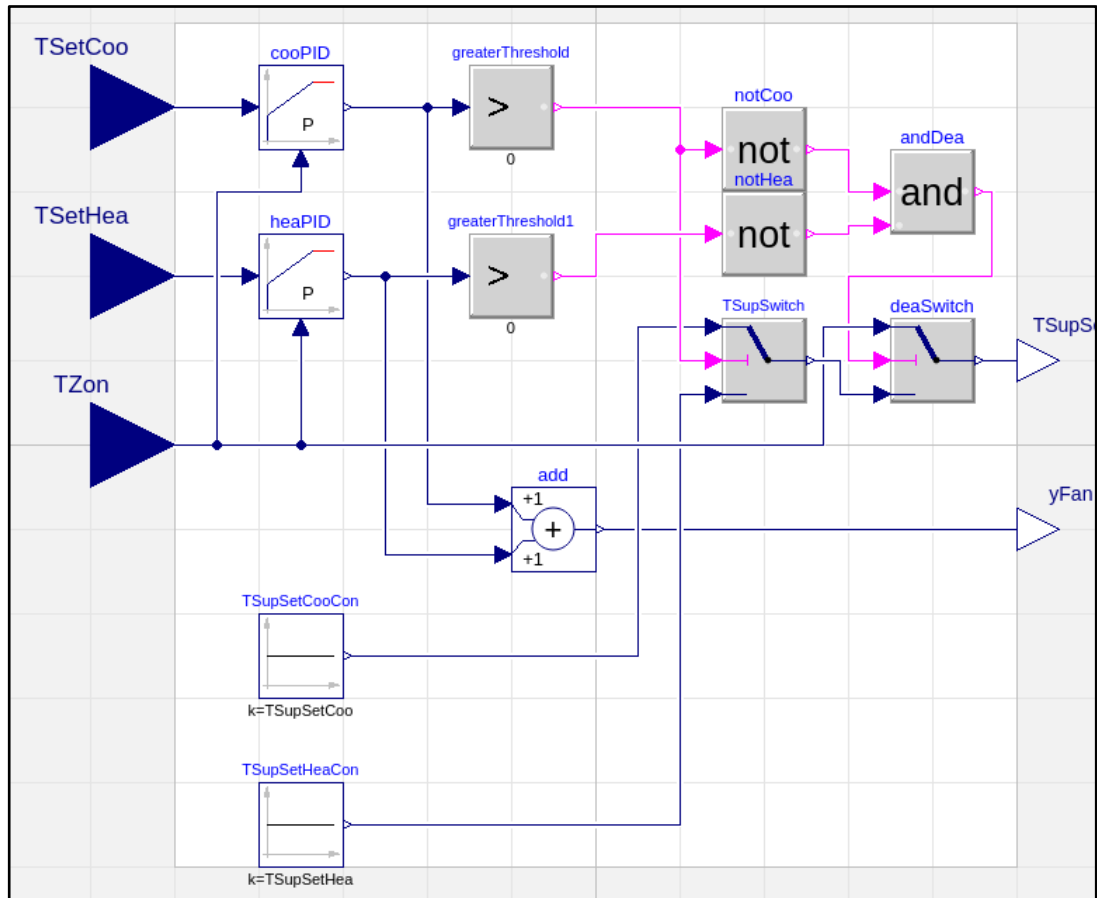 TSetCoo
cooPID
P
greaterThreshold
>
0
notCoo
not
andDea
and
TSetHea
heaPID
P
greaterThreshold1
>
0
notHea
not
TSupSwitch
deaSwitch
TSupS
TZon
add
+1
+
+1
yFan
TSupSetCooCon
k=TSupSetCoo
TSupSetHeaCon
k=TSupSetHea